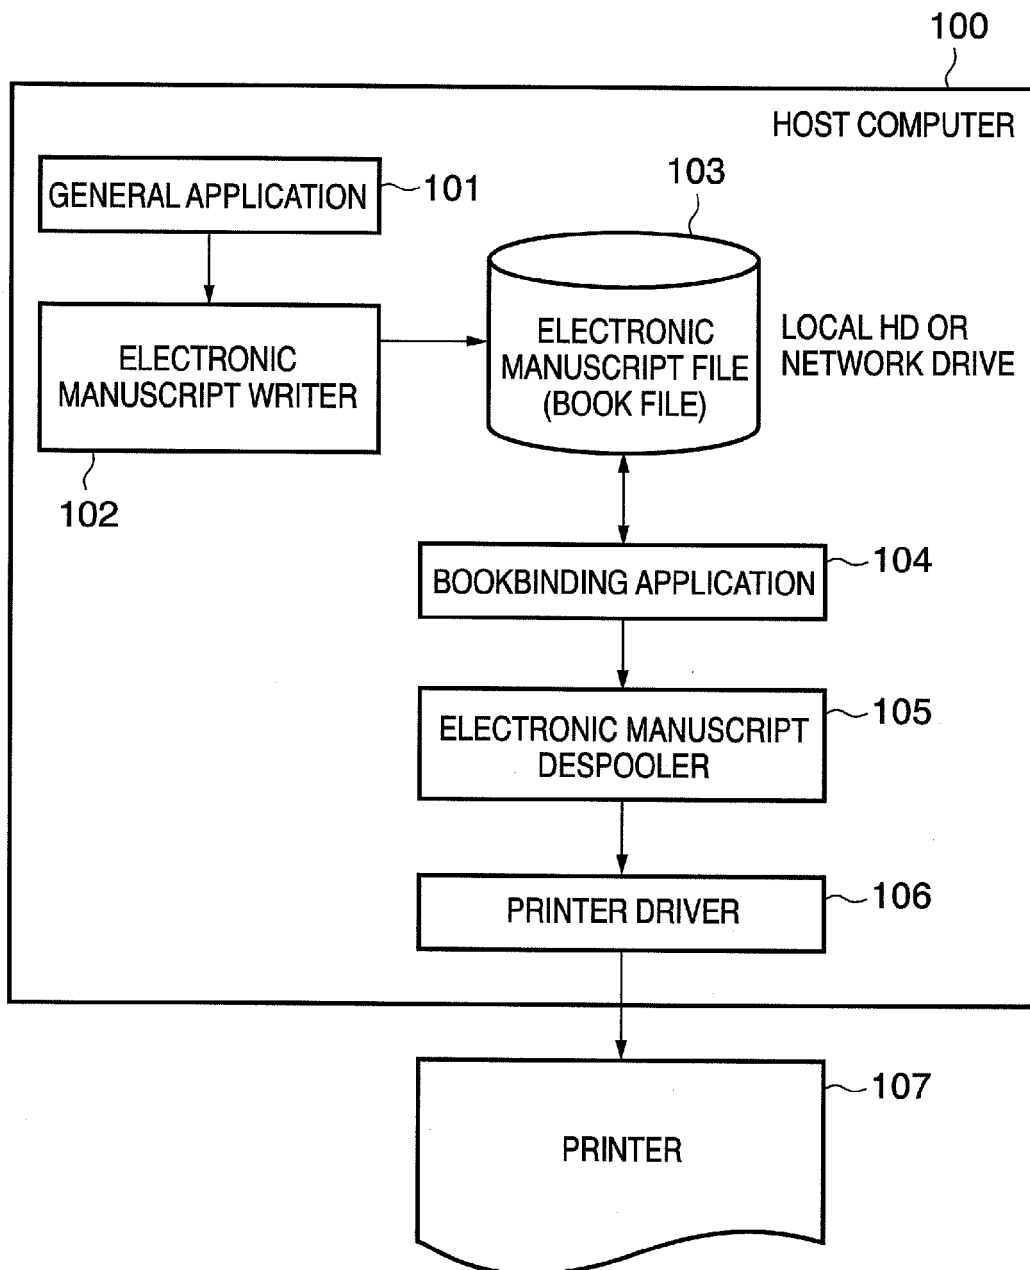 100
HOST COMPUTER
GENERAL APPLICATION
101
103
ELECTRONIC
MANUSCRIPT WRITER
102
ELECTRONIC
MANUSCRIPT FILE
(BOOK FILE)
LOCAL HD OR
NETWORK DRIVE
BOOKBINDING APPLICATION
104
ELECTRONIC MANUSCRIPT
DESPOOLER
105
PRINTER DRIVER
106
PRINTER
107